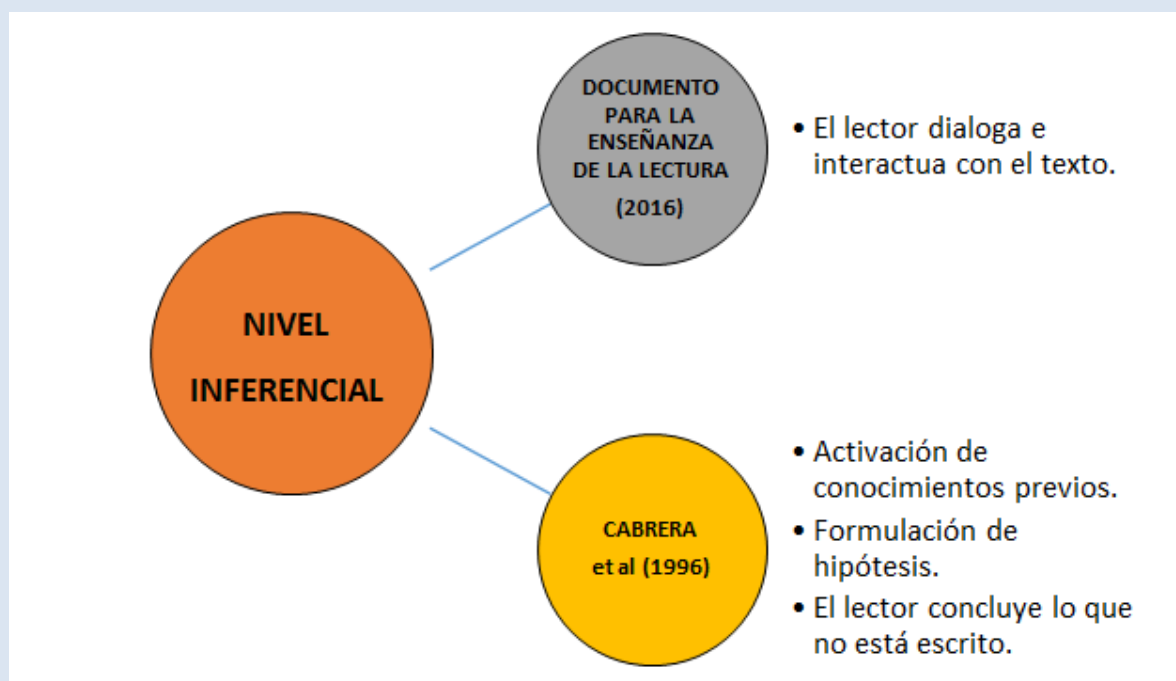 NIVEL
INFERENCIAL
DOCUMENTO
PARA LA
ENSEÑANZA
DE LA LECTURA
(2016)
• El lector dialoga e
interactua con el texto.
CABRERA
et al (1996)
• Activación de
conocimientos previos.
• Formulación de
hipótesis.
• El lector concluye lo que
no está escrito.